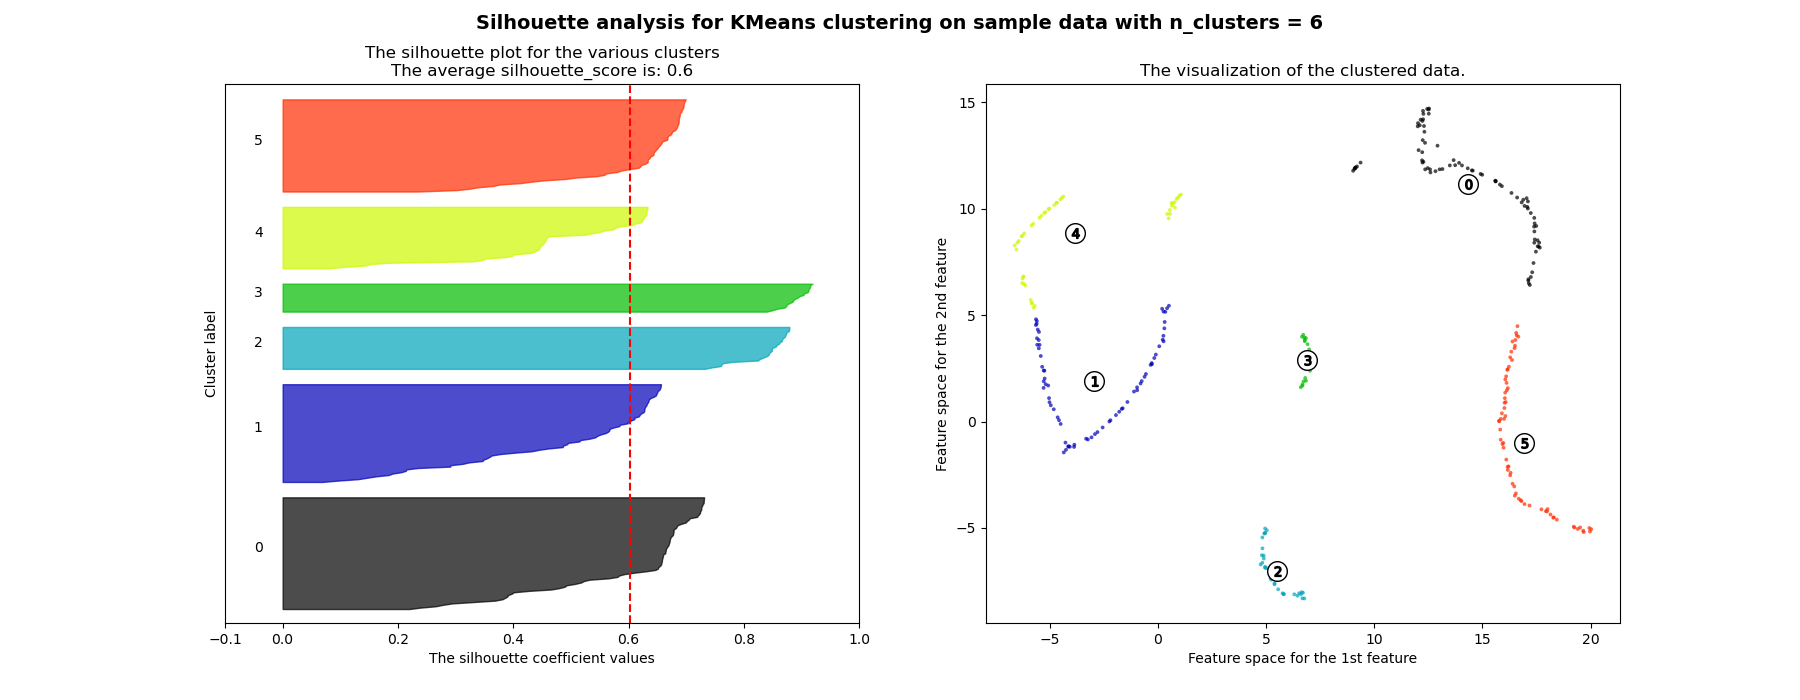 Silhouette analysis for KMeans clustering on sample data with n_clusters = 6
The silhouette plot for the various clusters
The average silhouette_score is: 0.6
5
4
3
2
1
0
Cluster label
−0.1 0.0 0.2 0.4 0.6 0.8 1.0
The silhouette coefficient values
The visualization of the clustered data.
15
10
5
0
−5
Feature space for the 2nd feature
0
4
3
1
5
2
−5 0 5 10 15 20
Feature space for the 1st feature